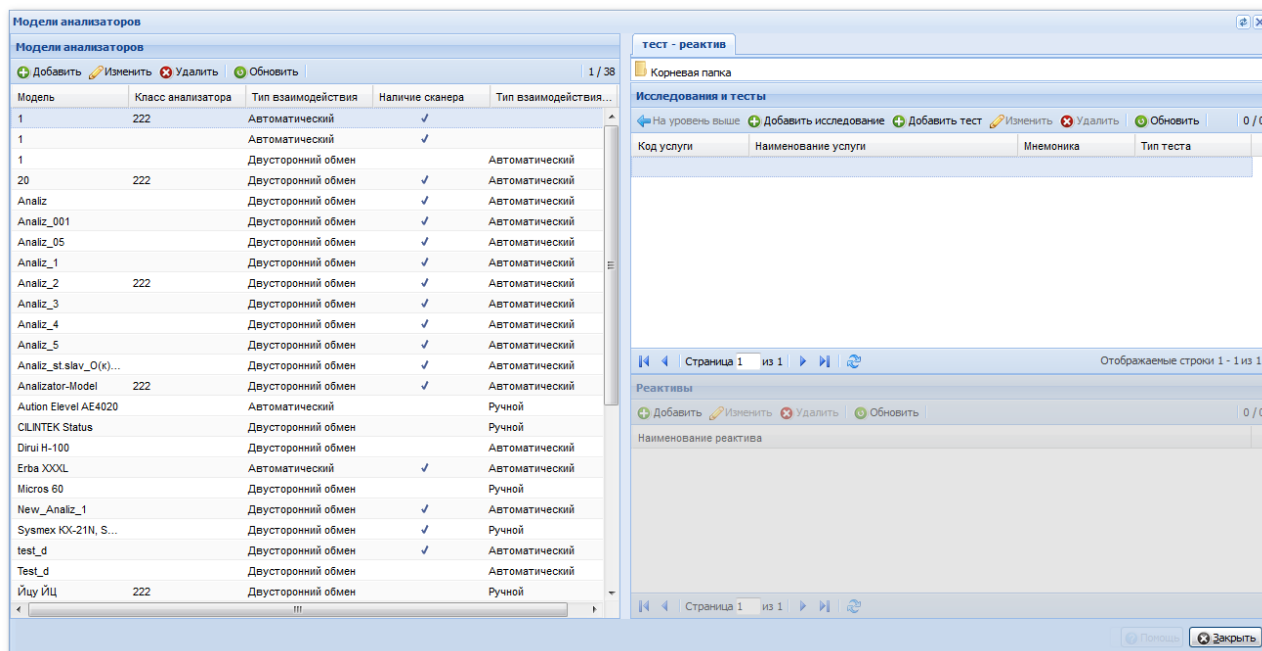 Модели анализаторов
Модели анализаторов
Добавить Изменить Удалить Обновить 1 / 38
Модель Класс анализатора Тип взаимодействия Наличие сканера Тип взаимодействия...
1 222 Автоматический
1 Автоматический
1 Двусторонний обмен Автоматический
20 222 Двусторонний обмен Автоматический
Analiz Двусторонний обмен Автоматический
Analiz_001 Двусторонний обмен Автоматический
Analiz_05 Двусторонний обмен Автоматический
Analiz_1 Двусторонний обмен Автоматический
Analiz_2 222 Двусторонний обмен Автоматический
Analiz_3 Двусторонний обмен Автоматический
Analiz_4 Двусторонний обмен Автоматический
Analiz_5 Двусторонний обмен Автоматический
Analiz_st.slav_O(к)... Двусторонний обмен Автоматический
Analizator-Model 222 Двусторонний обмен Автоматический
Aution Elevel AE4020 Автоматический Ручной
CILINTEK Status Двусторонний обмен Ручной
Dirui H-100 Двусторонний обмен Автоматический
Erba XXXL Автоматический Автоматический
Micros 60 Двусторонний обмен Ручной
New_Analiz_1 Двусторонний обмен Автоматический
Sysmex KX-21N, S... Двусторонний обмен Ручной
test_d Двусторонний обмен Автоматический
Test_d Двусторонний обмен Автоматический
Йцу ЙЦ 222 Двусторонний обмен Ручной
тест - реактив
Корневая папка
Исследования и тесты
На уровень выше Добавить исследование Добавить тест Изменить Удалить Обновить 0 / 0
Код услуги Наименование услуги Мнемоника Тип теста
Страница 1 из 1 Отображаемые строки 1 - 1 из 1
Реактивы
Добавить Изменить Удалить Обновить 0 / 0
Наименование реактива
Страница 1 из 1
Помощь Закрыть